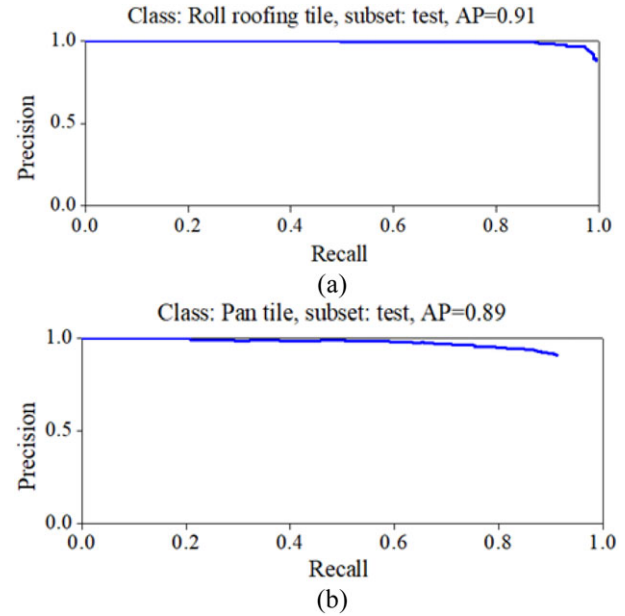 Class: Roll roofing tile, subset: test, AP=0.91
1.0
0.5
0.0
Precision
0.0 0.2 0.4 0.6 0.8 1.0
Recall
(a)
Class: Pan tile, subset: test, AP=0.89
1.0
0.5
0.0
Precision
0.0 0.2 0.4 0.6 0.8 1.0
Recall
(b)